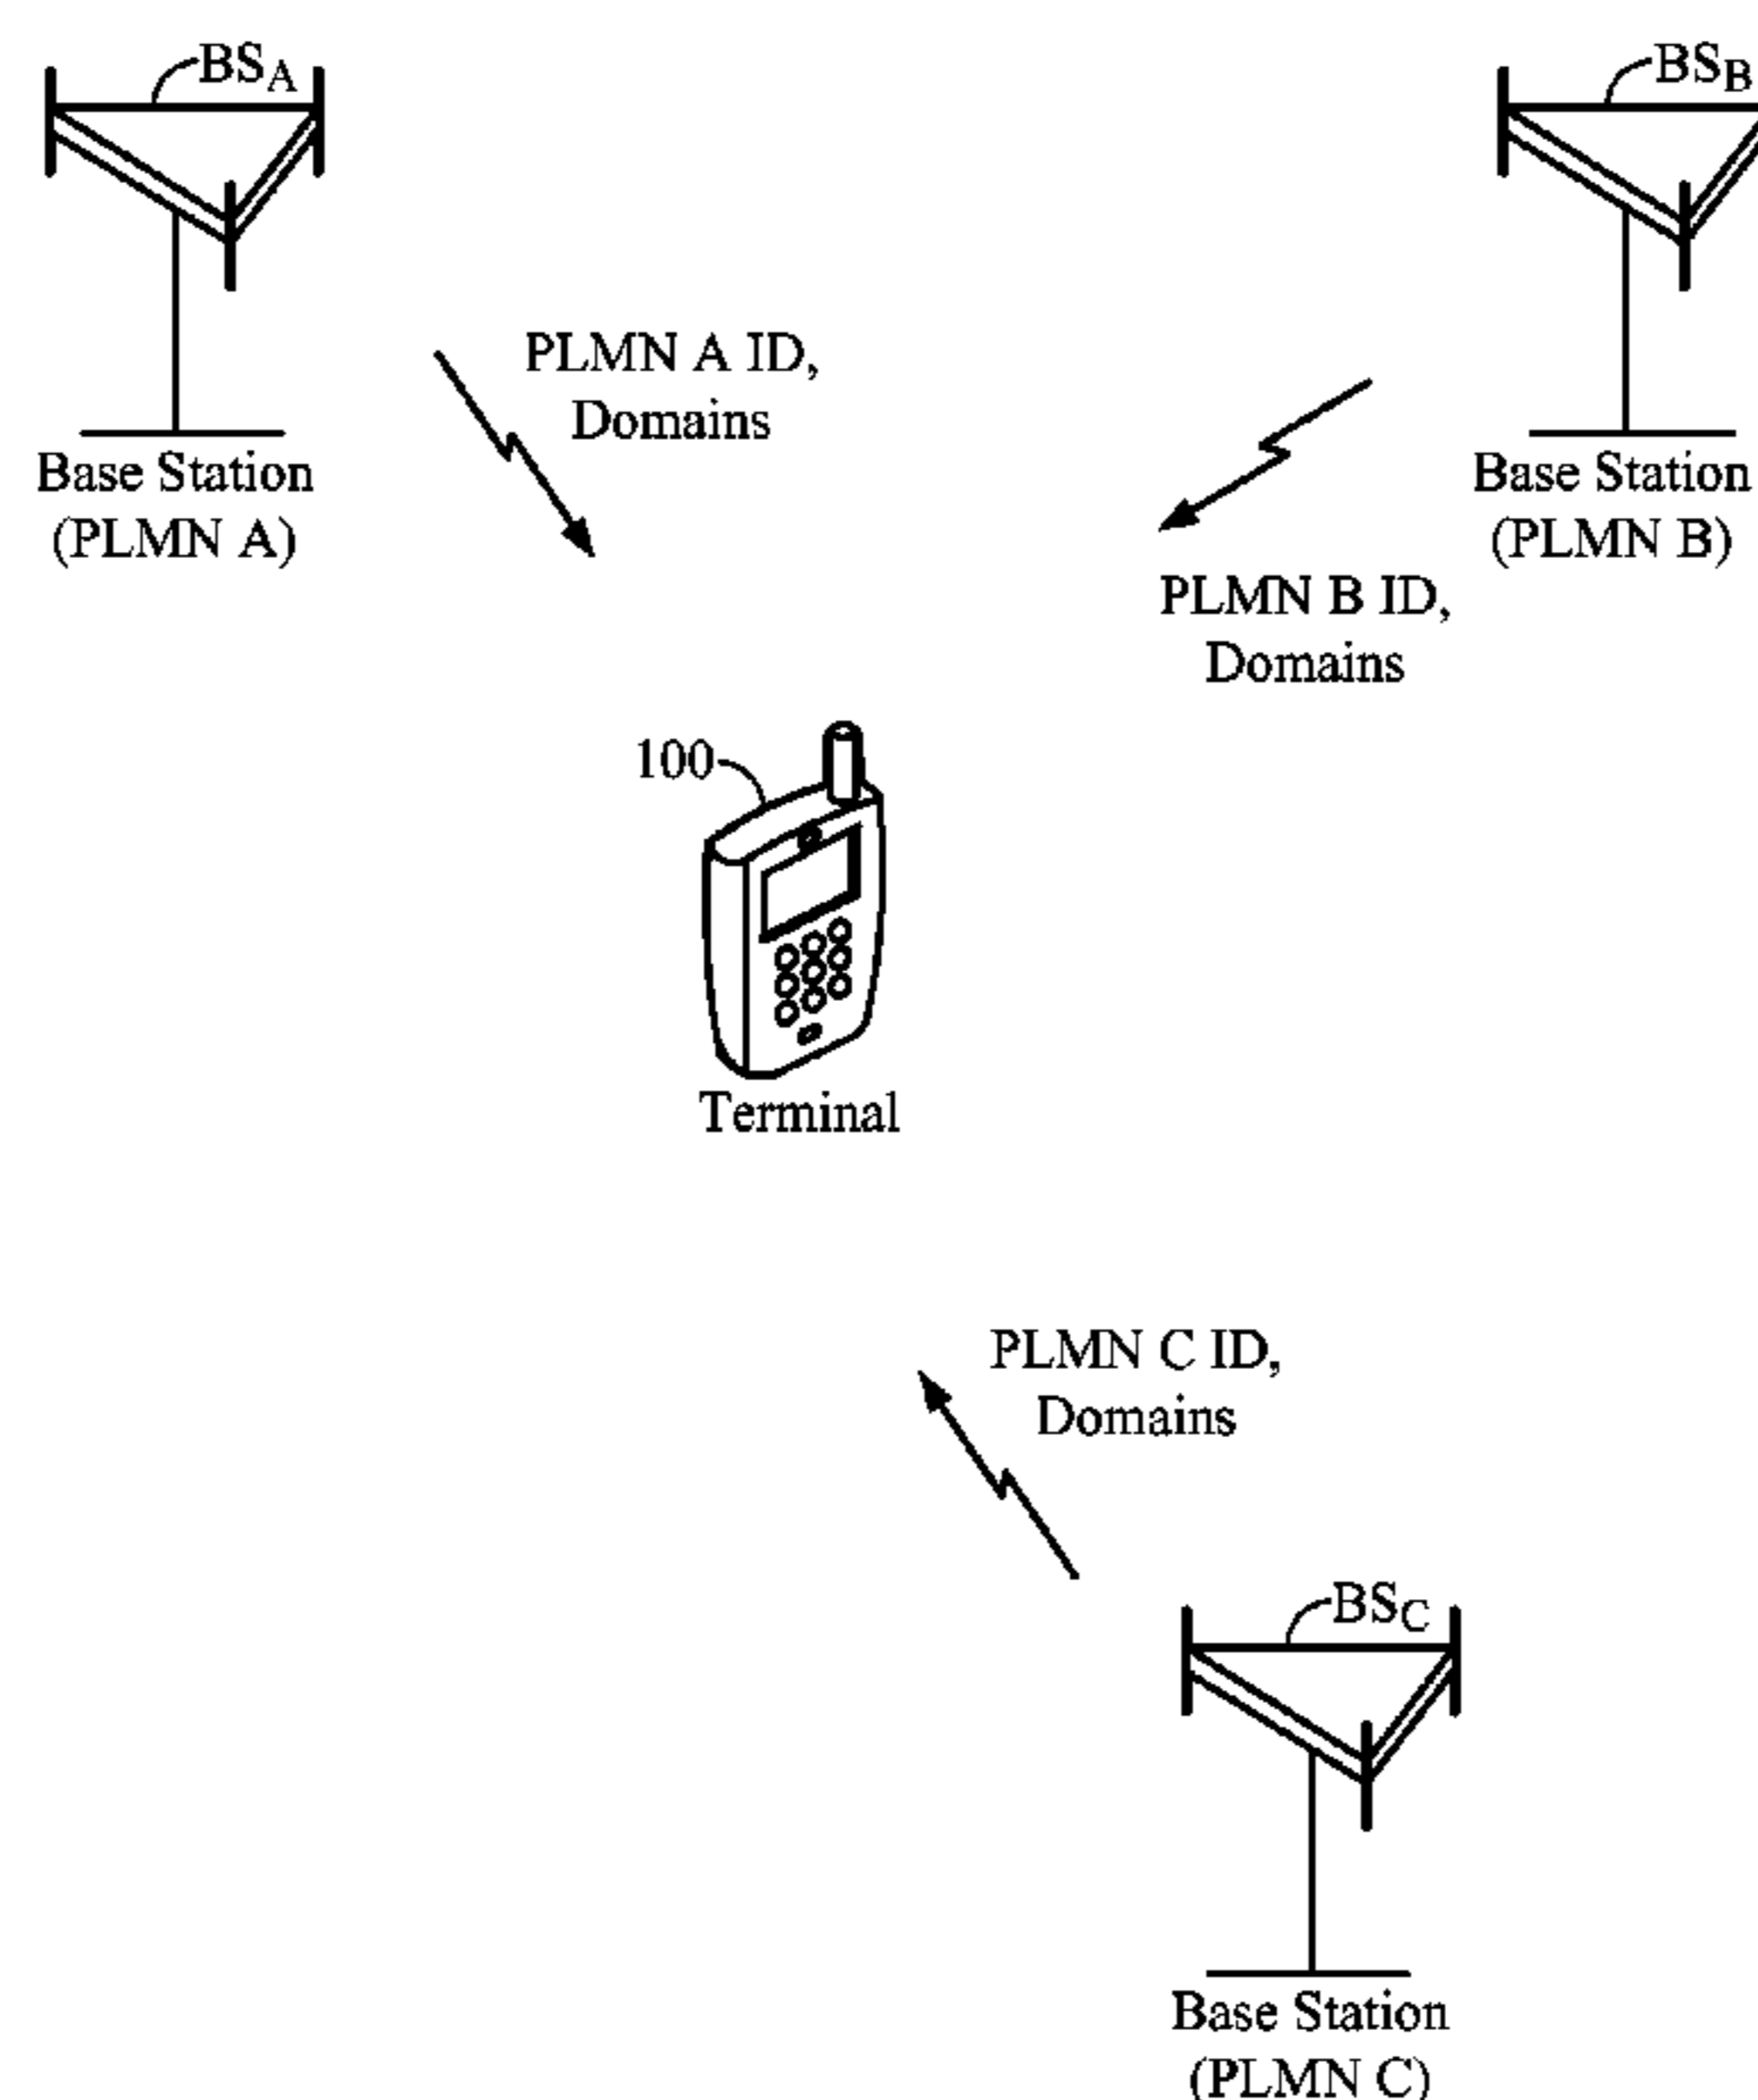 BSA
BSB
PLMN A ID,
Domains
Base Station
(PLMN A)
Base Station
(PLMN B)
PLMN B ID,
Domains
100
Terminal
PLMN C ID,
Domains
BSC
Base Station
(PLMN C)